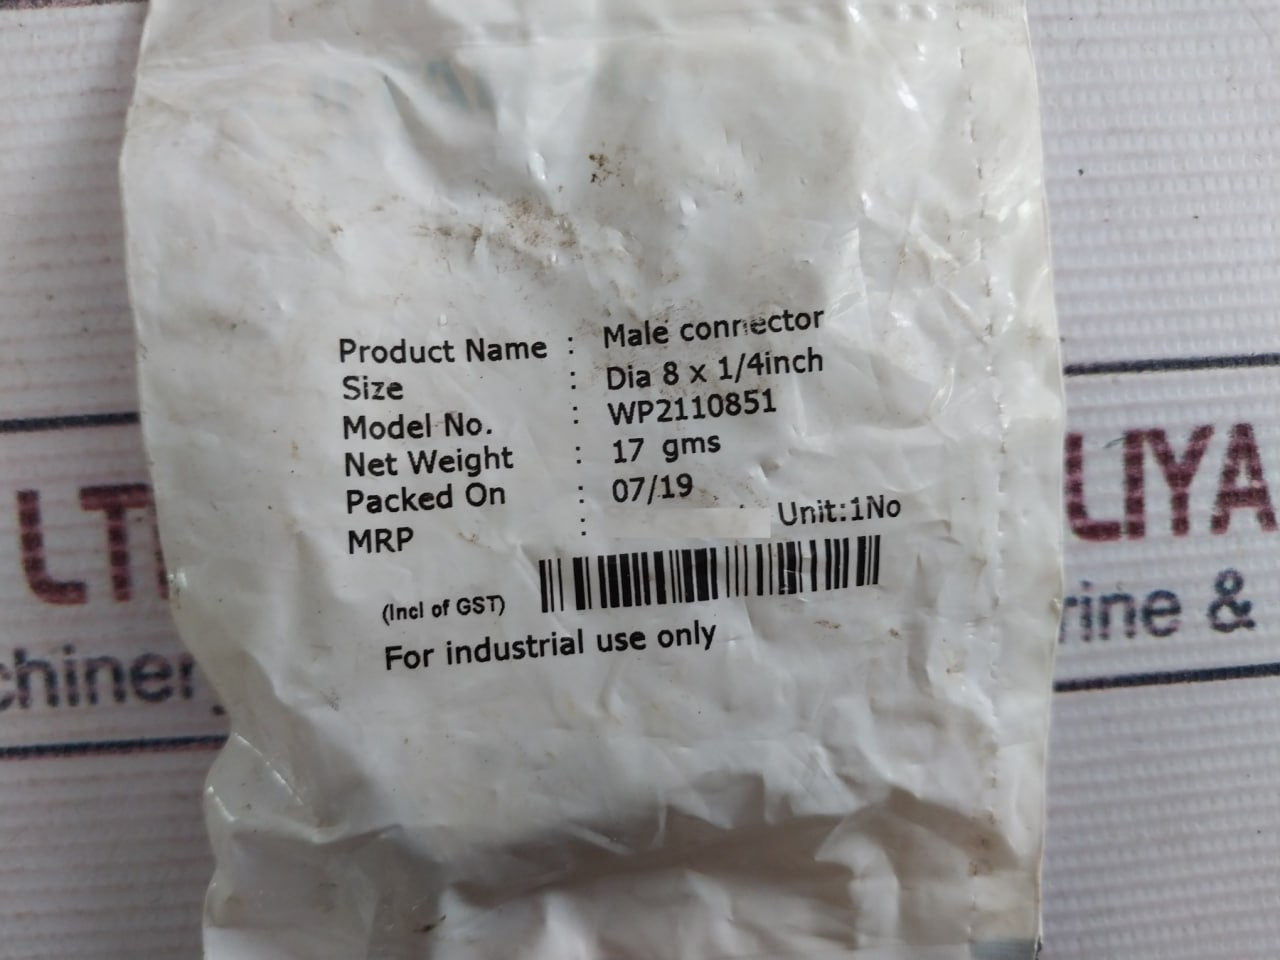 Product Name : Male connector
Size : Dia 8 x 1/4inch
Model No. : WP2110851
Net Weight : 17 gms
Packed On : 07/19
MRP : Unit:1No
(Incl of GST)
For industrial use only
LT
LIYA
chinery
rine &